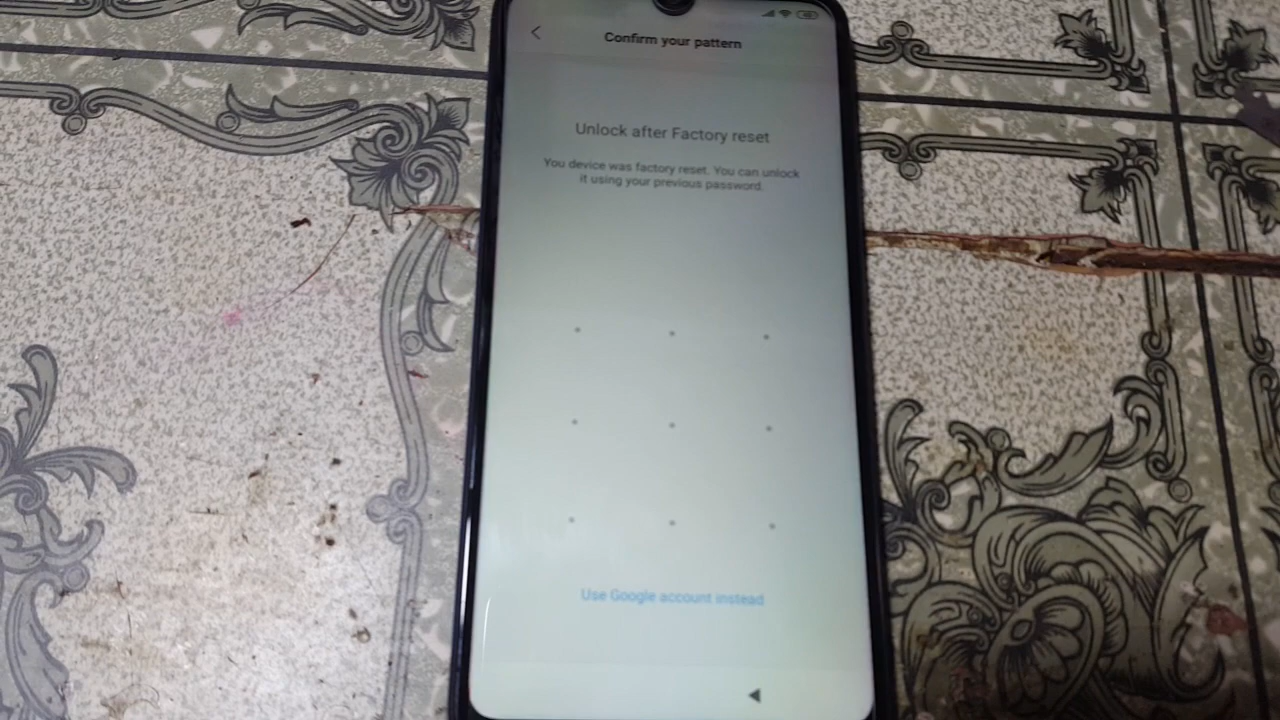 Confirm your pattern
Unlock after Factory reset
You device was factory reset. You can unlock
it using your previous password.
Use Google account instead